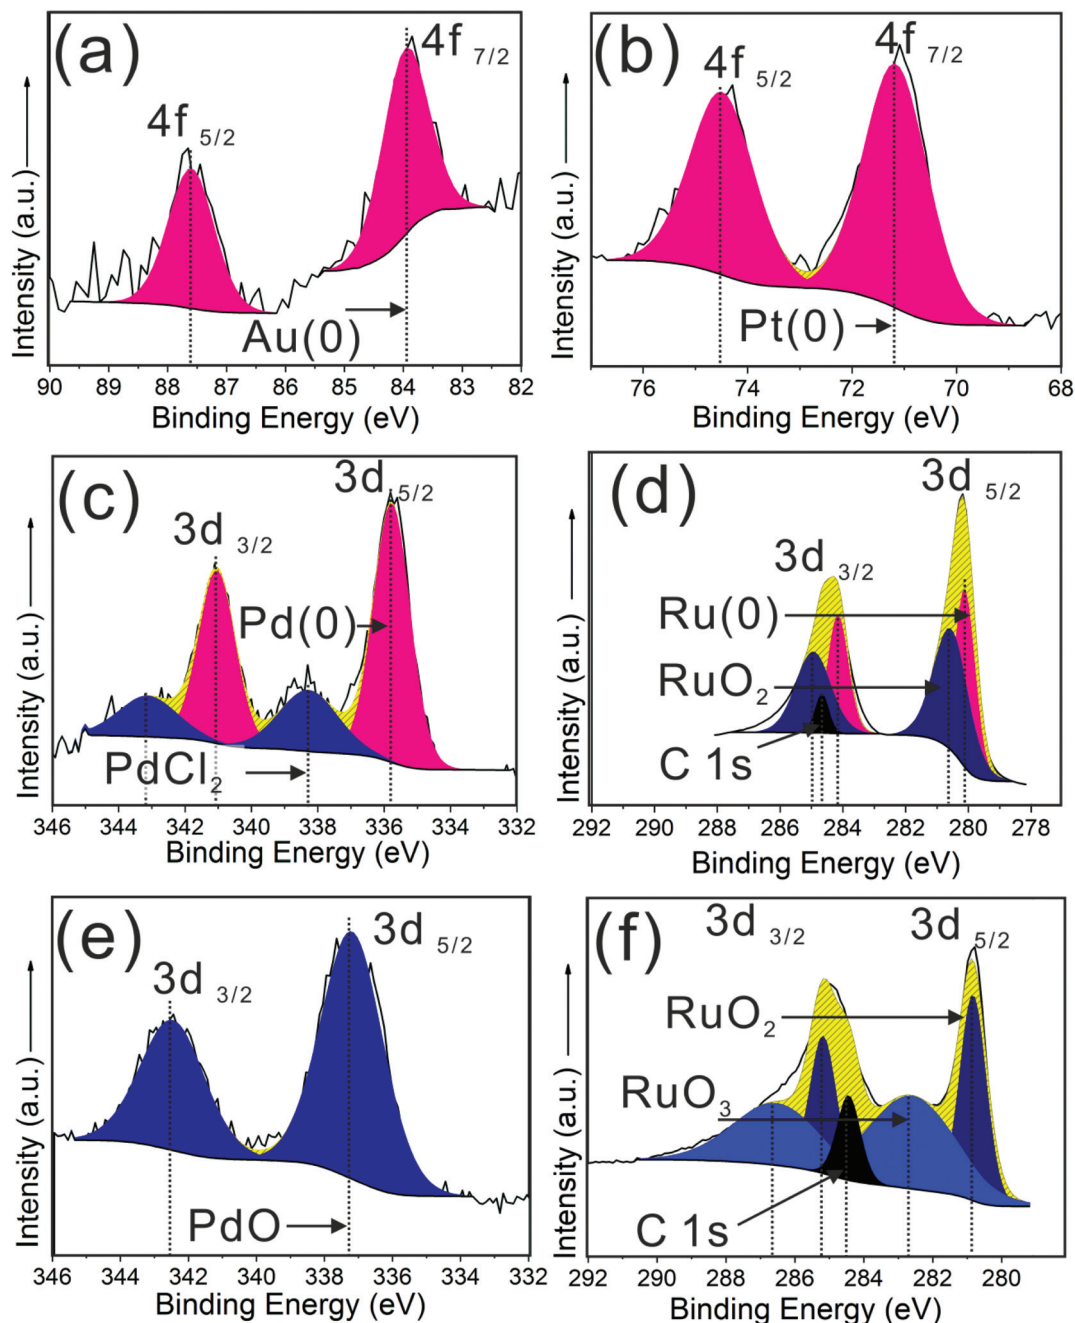 (a)
4f 7/2
4f 5/2
Au(0)
Intensity (a.u.)
90 89 88 87 86 85 84 83 82
Binding Energy (eV)
(b)
4f 7/2
4f 5/2
Pt(0)
Intensity (a.u.)
76 74 72 70 68
Binding Energy (eV)
(c)
3d 5/2
3d 3/2
Pd(0)
PdCl2
Intensity (a.u.)
346 344 342 340 338 336 334 332
Binding Energy (eV)
(d)
3d 5/2
3d 3/2
Ru(0)
RuO2
C 1s
Intensity (a.u.)
292 290 288 286 284 282 280 278
Binding Energy (eV)
(e)
3d 5/2
3d 3/2
PdO
Intensity (a.u.)
346 344 342 340 338 336 334 332
Binding Energy (eV)
(f)
3d 3/2
3d 5/2
RuO2
RuO3
C 1s
Intensity (a.u.)
292 290 288 286 284 282 280
Binding Energy (eV)